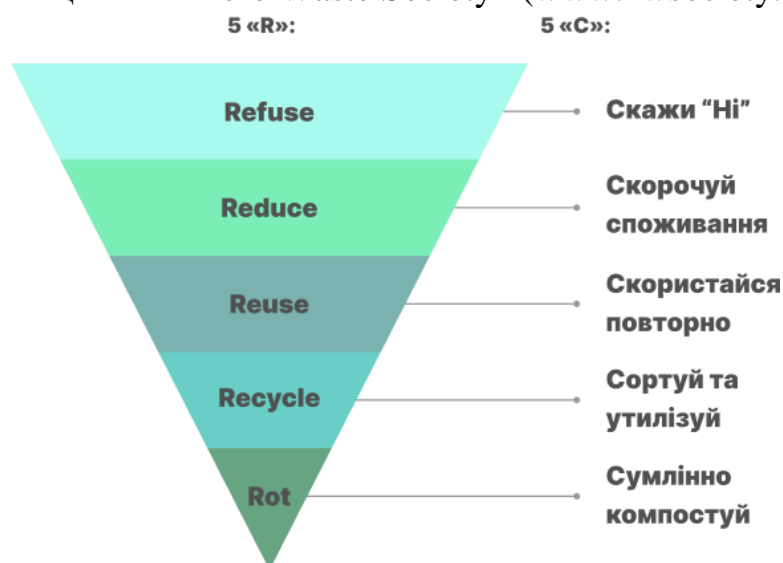 5 «R»:
5 «С»:
Refuse
Скажи “Ні”
Reduce
Скорочуй
споживання
Reuse
Скористайся
повторно
Recycle
Сортуй та
утилізуй
Rot
Сумлінно
компостуй